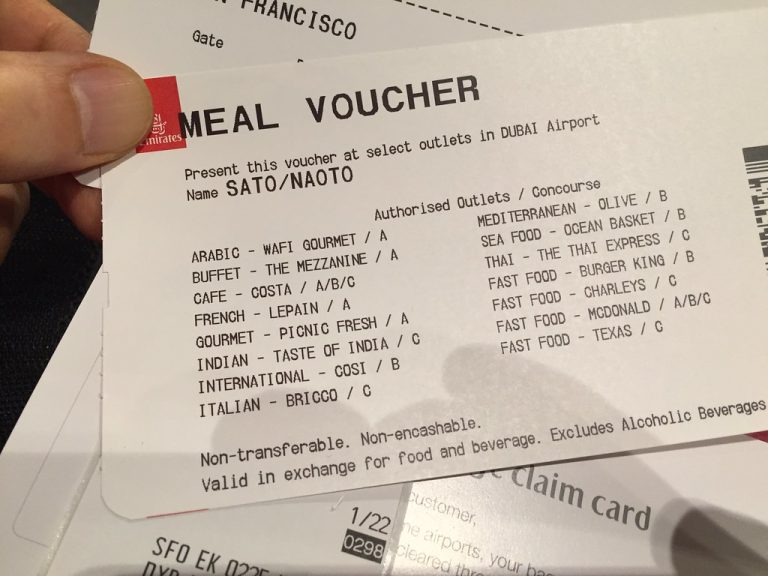 FRANCISCO
Gate
MEAL VOUCHER
Emirates
Present this voucher at select outlets in DUBAI Airport
Name SATO/NAOTO
Authorised Outlets / Concourse
ARABIC - WAFI GOURMET / A
BUFFET - THE MEZZANINE / A
CAFE - COSTA / A/B/C
FRENCH - LEPAIN / A
GOURMET - PICNIC FRESH / A
INDIAN - TASTE OF INDIA / C
INTERNATIONAL - COSI / B
ITALIAN - BRICCO / C
MEDITERRANEAN - OLIVE / B
SEA FOOD - OCEAN BASKET / B
THAI - THE THAI EXPRESS / C
FAST FOOD - BURGER KING / B
FAST FOOD - CHARLEYS / C
FAST FOOD - MCDONALD / A/B/C
FAST FOOD - TEXAS / C
Non-transferable. Non-encashable.
Valid in exchange for food and beverage. Excludes Alcoholic Beverages
claim card
customer,
airports, your
cleared
1/22
0298
SFO EK 0225